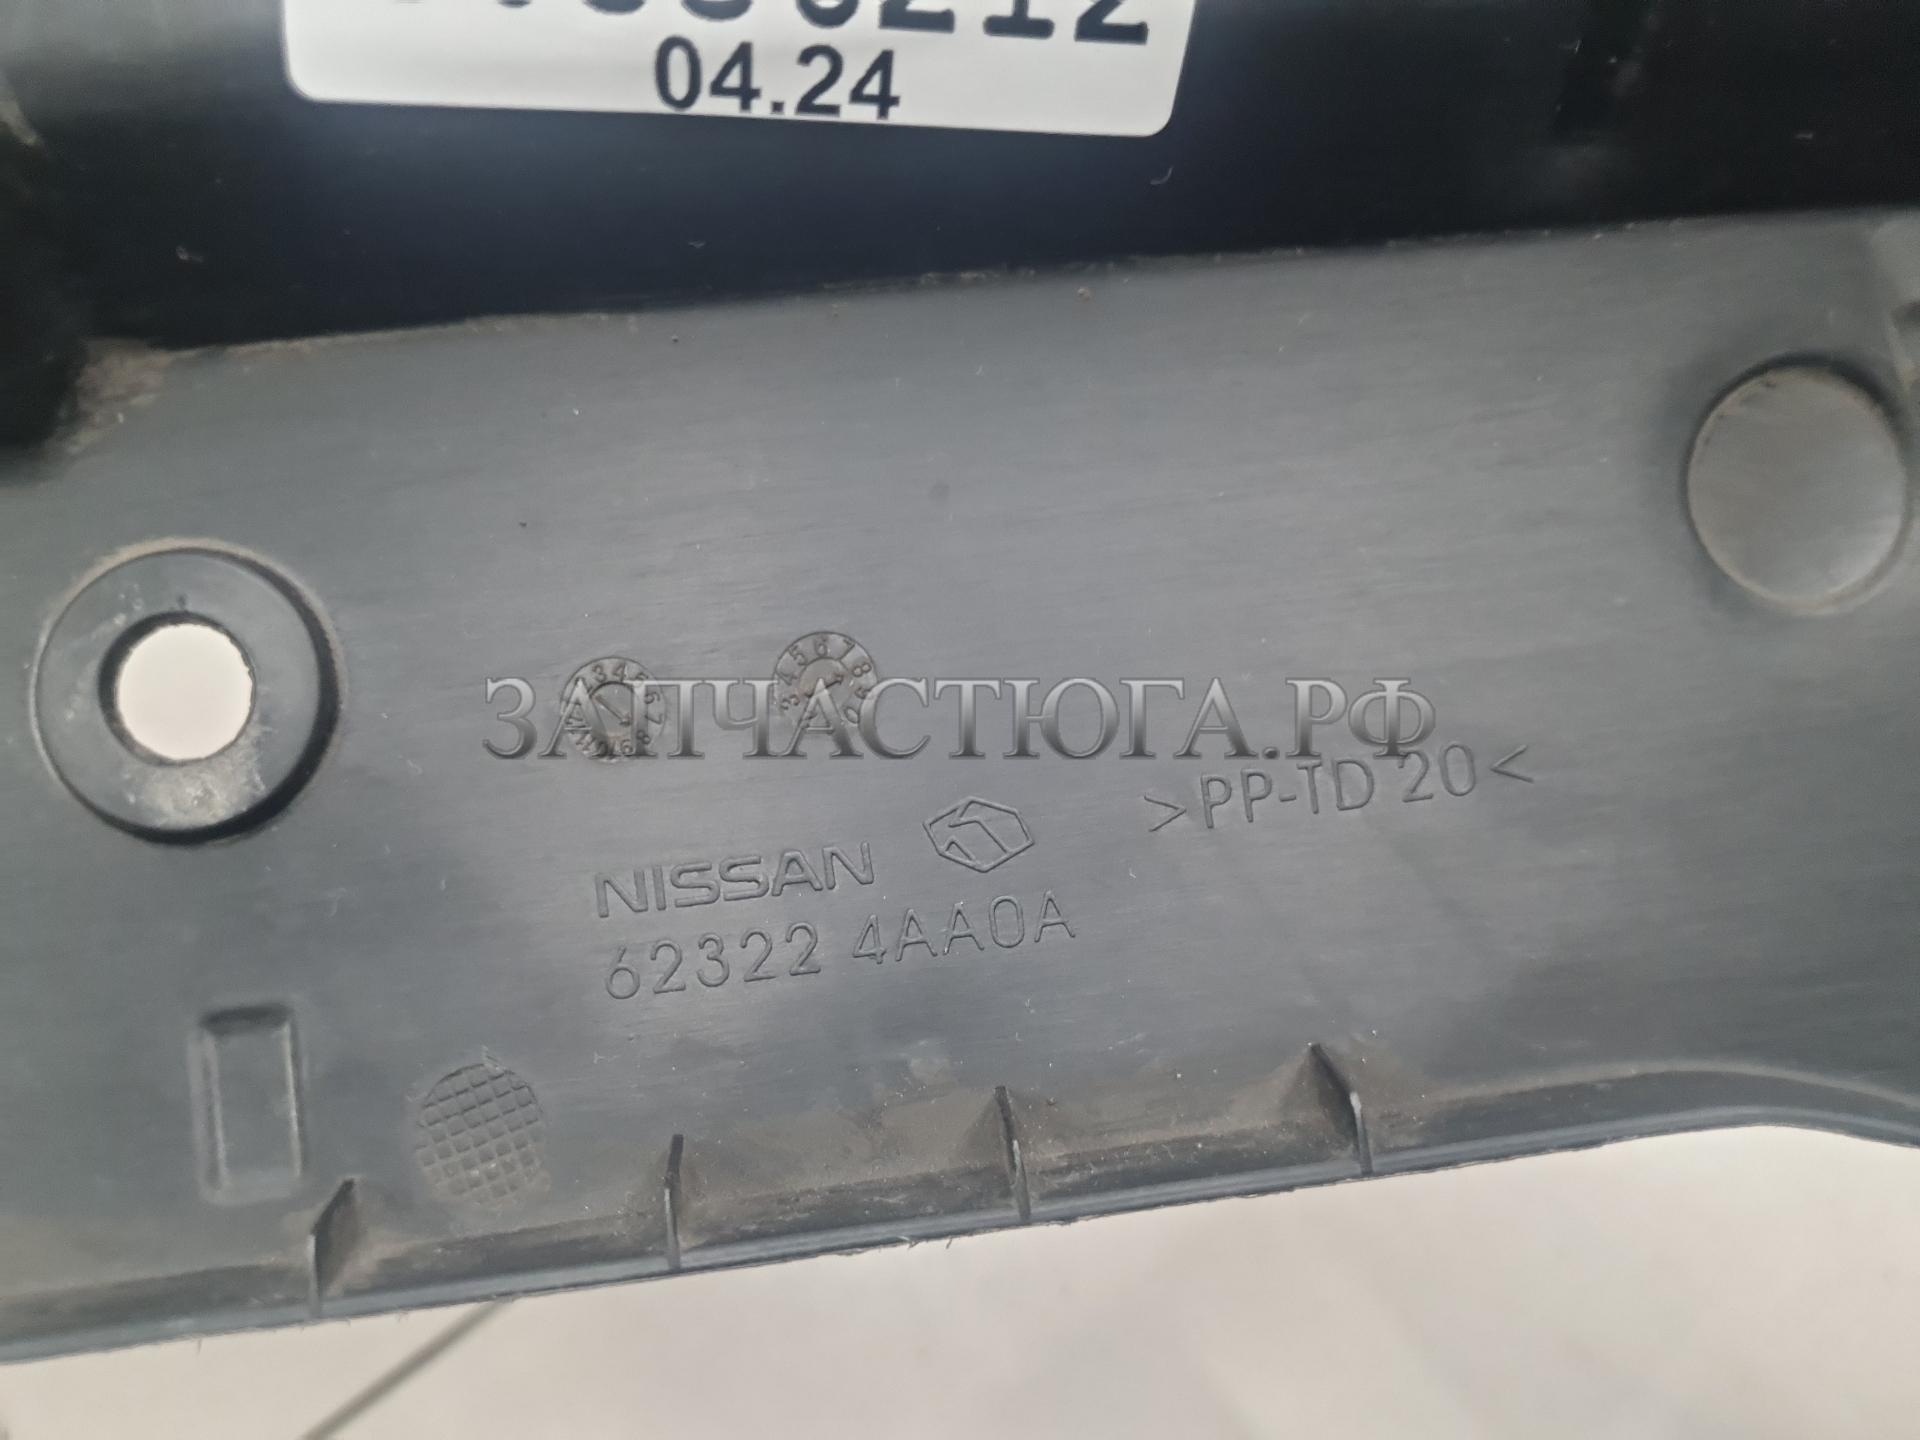 04.24
ЗАПЧАСТЮГА.РФ
>PP-TD 20<
NISSAN
62322 4AA0A